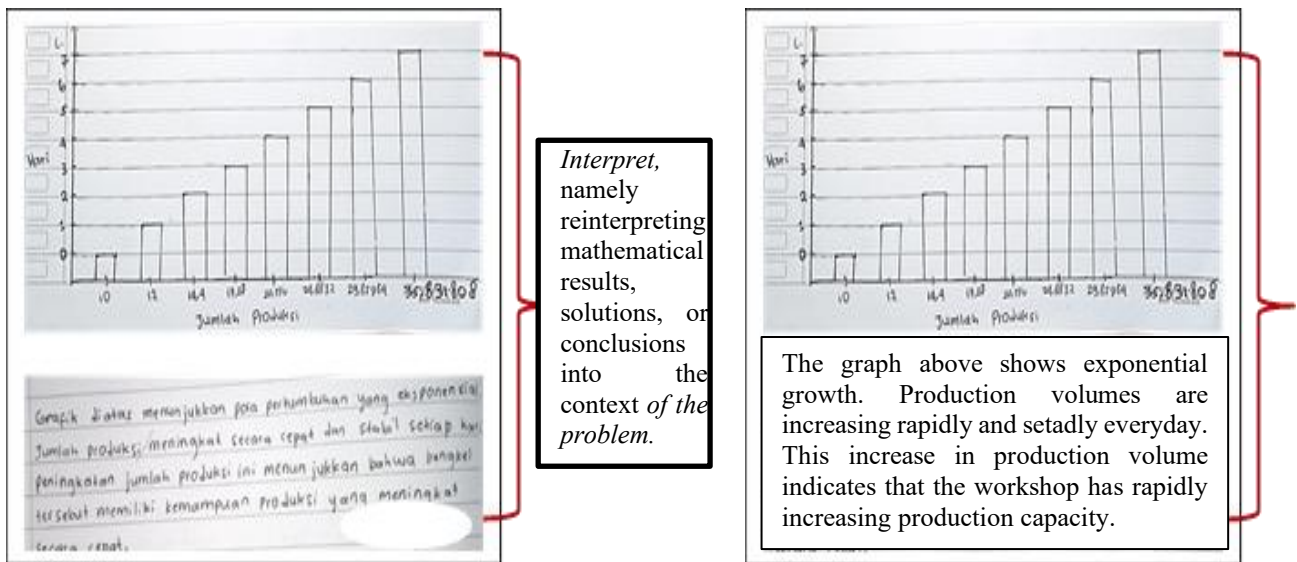 7
6
5
4
Hari 3
2
1
0
10 12 14,4 35,831808
Jumlah Produksi
Grafik diatas menunjukkan pola pertumbuhan yang eksponensial
Jumlah produksi meningkat secara cepat dan stabil setiap hari
peningkatan jumlah produksi ini menunjukkan bahwa bengkel
tersebut memiliki kemampuan produksi yang meningkat
secara cepat.
Interpret,
namely
reinterpreting
mathematical
results,
solutions, or
conclusions
into the
context of the
problem.
7
6
5
4
Hari 3
2
1
0
10 12 14,4 35,831808
Jumlah Produksi
The graph above shows exponential
growth. Production volumes are
increasing rapidly and setadly everyday.
This increase in production volume
indicates that the workshop has rapidly
increasing production capacity.